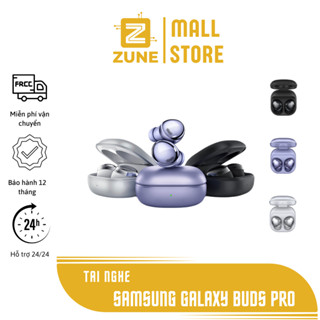 Z
ZUNE
MALL
STORE
FREE
Miễn phí vận
chuyển
Bảo hành 12
tháng
24h
Hỗ trợ 24/24
TAI NGHE
SAMSUNG GALAXY BUDS PRO